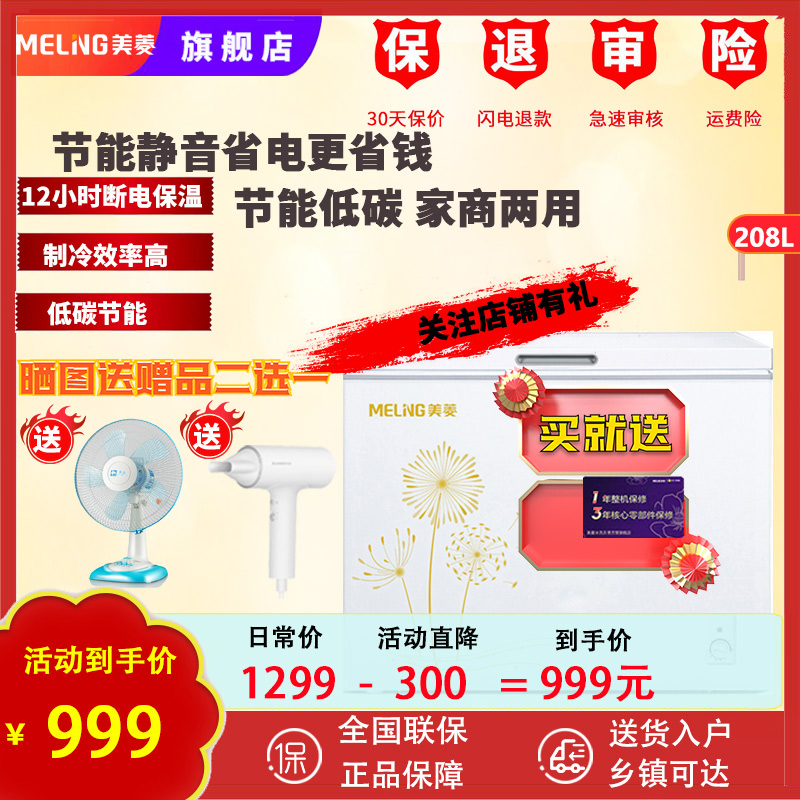 MELING美菱 旗舰店
保 退 审 险
30天保价 闪电退款 急速审核 运费险
节能静音省电更省钱
12小时断电保温
节能低碳 家商两用
制冷效率高
208L
低碳节能
关注店铺有礼
晒图送赠品二选一
送 送
MELING美菱
买就送
1年整机保修
3年核心零部件保修
日常价 活动直降 到手价
1299 - 300 = 999元
活动到手价
¥ 999
保
全国联保
正品保障
送货入户
乡镇可达